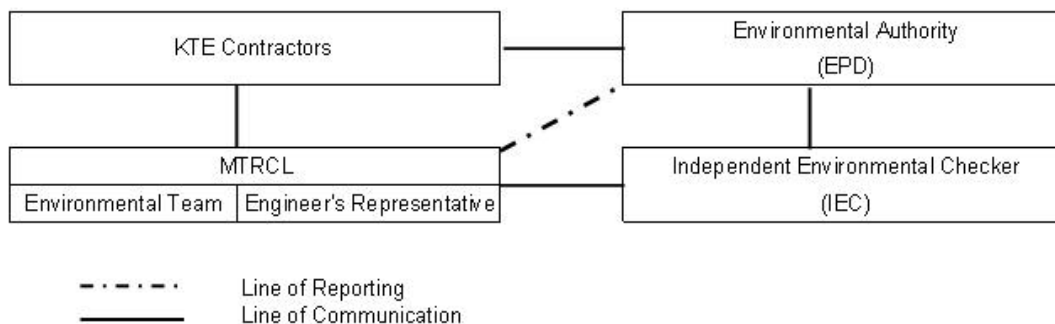 KTE Contractors
Environmental Authority
(EPD)
MTRCL
Environmental Team
Engineer's Representative
Independent Environmental Checker
(IEC)
Line of Reporting
Line of Communication